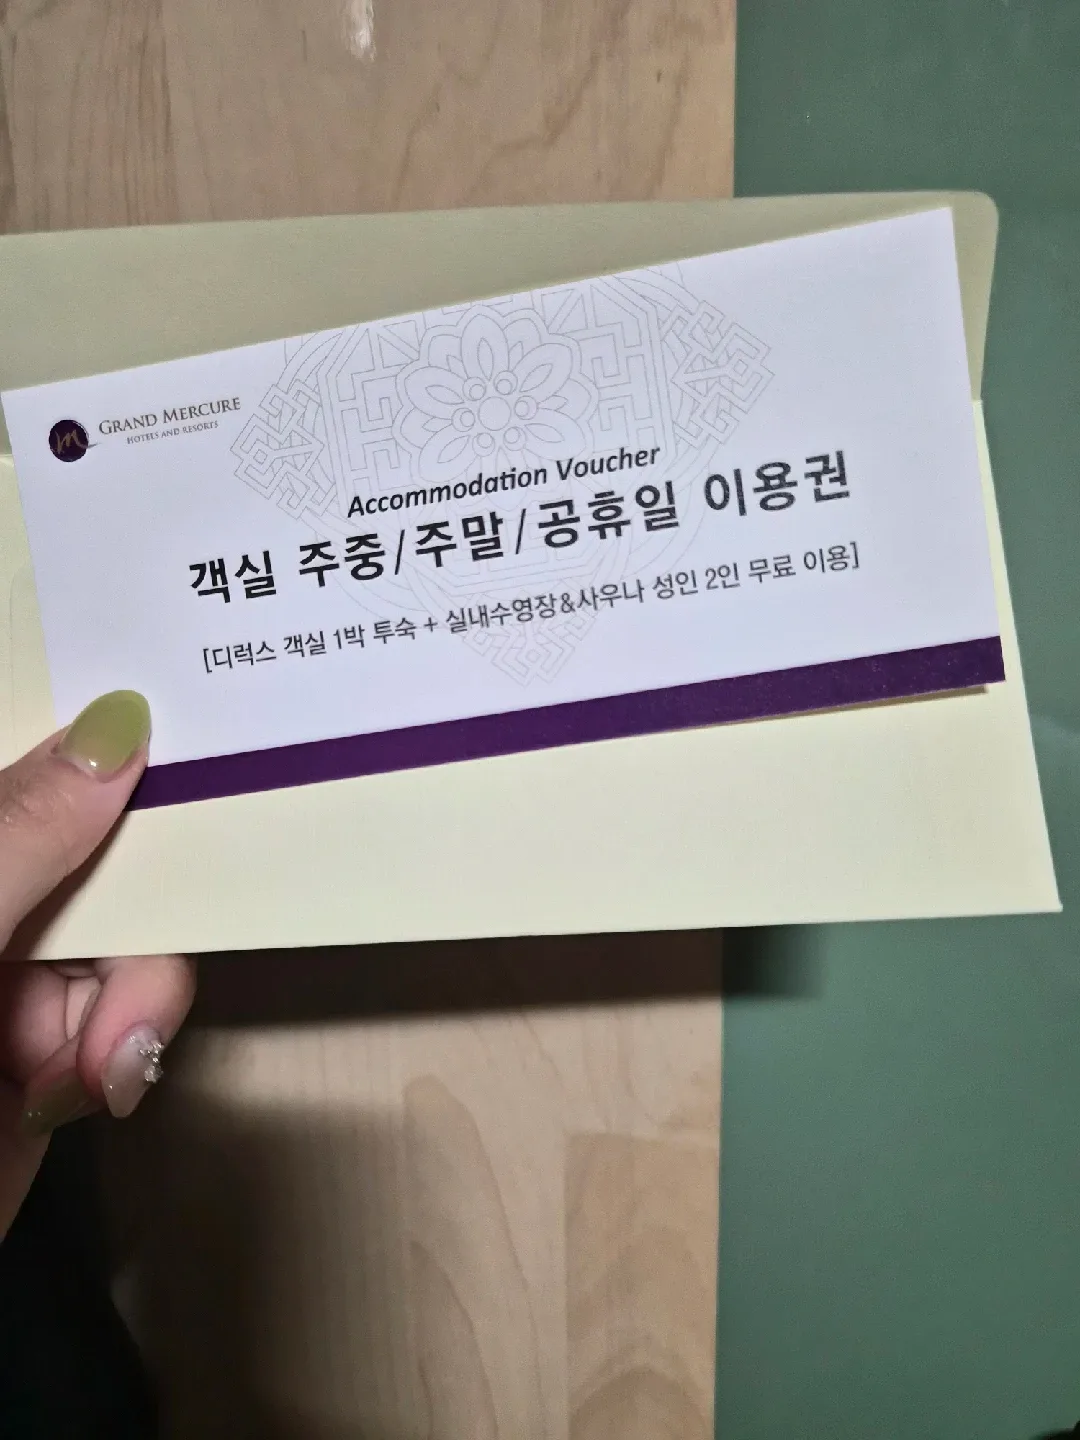 GRAND MERCURE
HOTELS AND RESORTS
Accommodation Voucher
객실 주중/주말/공휴일 이용권
[디럭스 객실 1박 투숙 + 실내수영장&사우나 성인 2인 무료 이용]